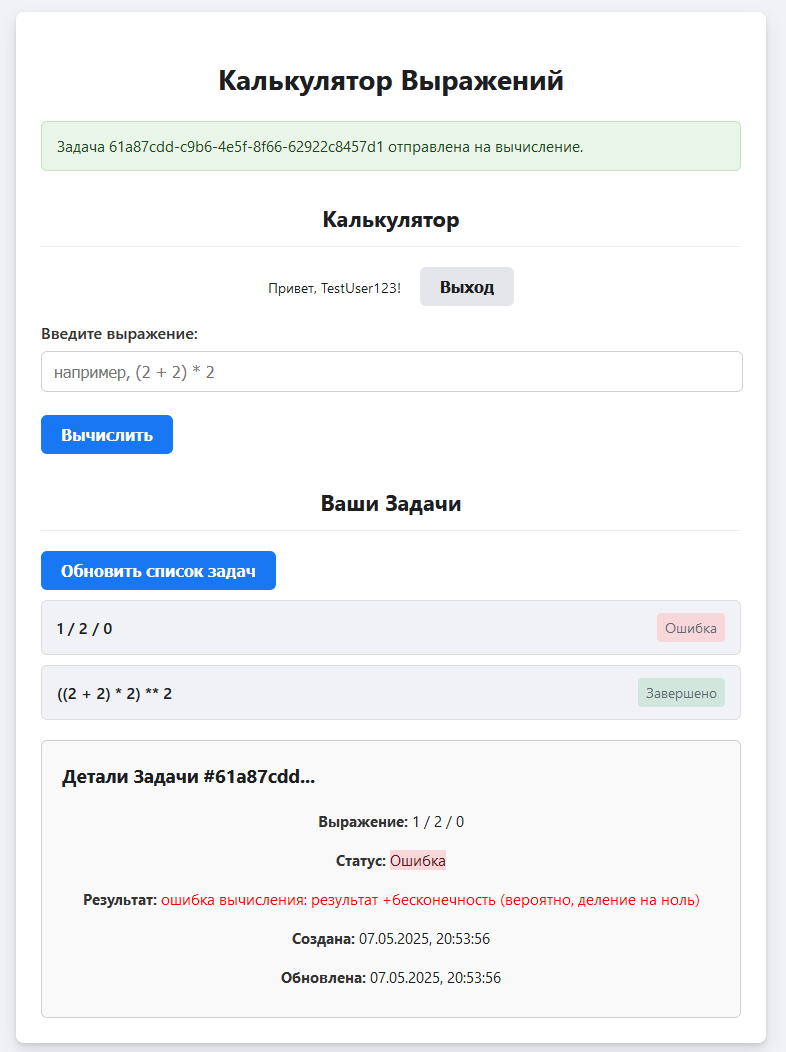 Калькулятор Выражений
Задача 61a87cdd-c9b6-4e5f-8f66-62922c8457d1 отправлена на вычисление.
Калькулятор
Привет, TestUser123!
Выход
Введите выражение:
например, (2 + 2) * 2
Вычислить
Ваши Задачи
Обновить список задач
1 / 2 / 0
Ошибка
((2 + 2) * 2) ** 2
Завершено
Детали Задачи #61a87cdd...
Выражение: 1 / 2 / 0
Статус: Ошибка
Результат: ошибка вычисления: результат +бесконечность (вероятно, деление на ноль)
Создана: 07.05.2025, 20:53:56
Обновлена: 07.05.2025, 20:53:56